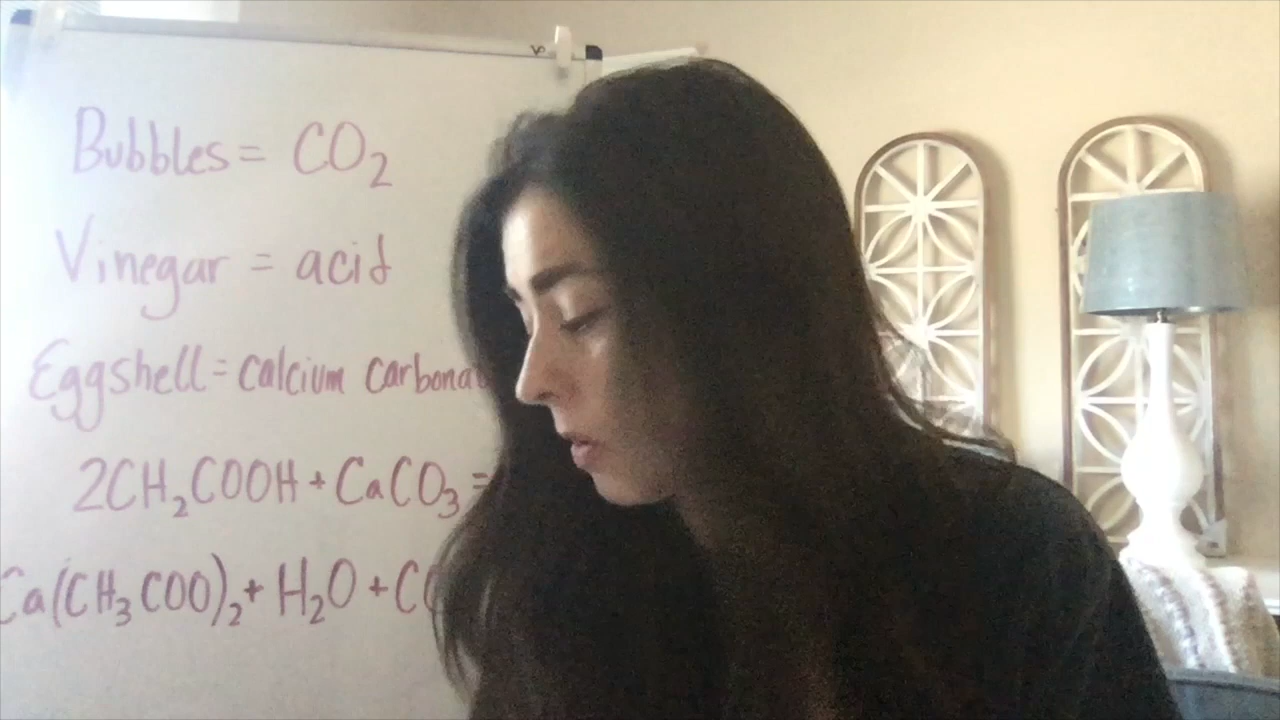 Bubbles = CO₂
Vinegar = acid
Eggshell = calcium
2CH₂COOH + CaCO₃ =
Ca(CH₃COO)₂ + H₂O +